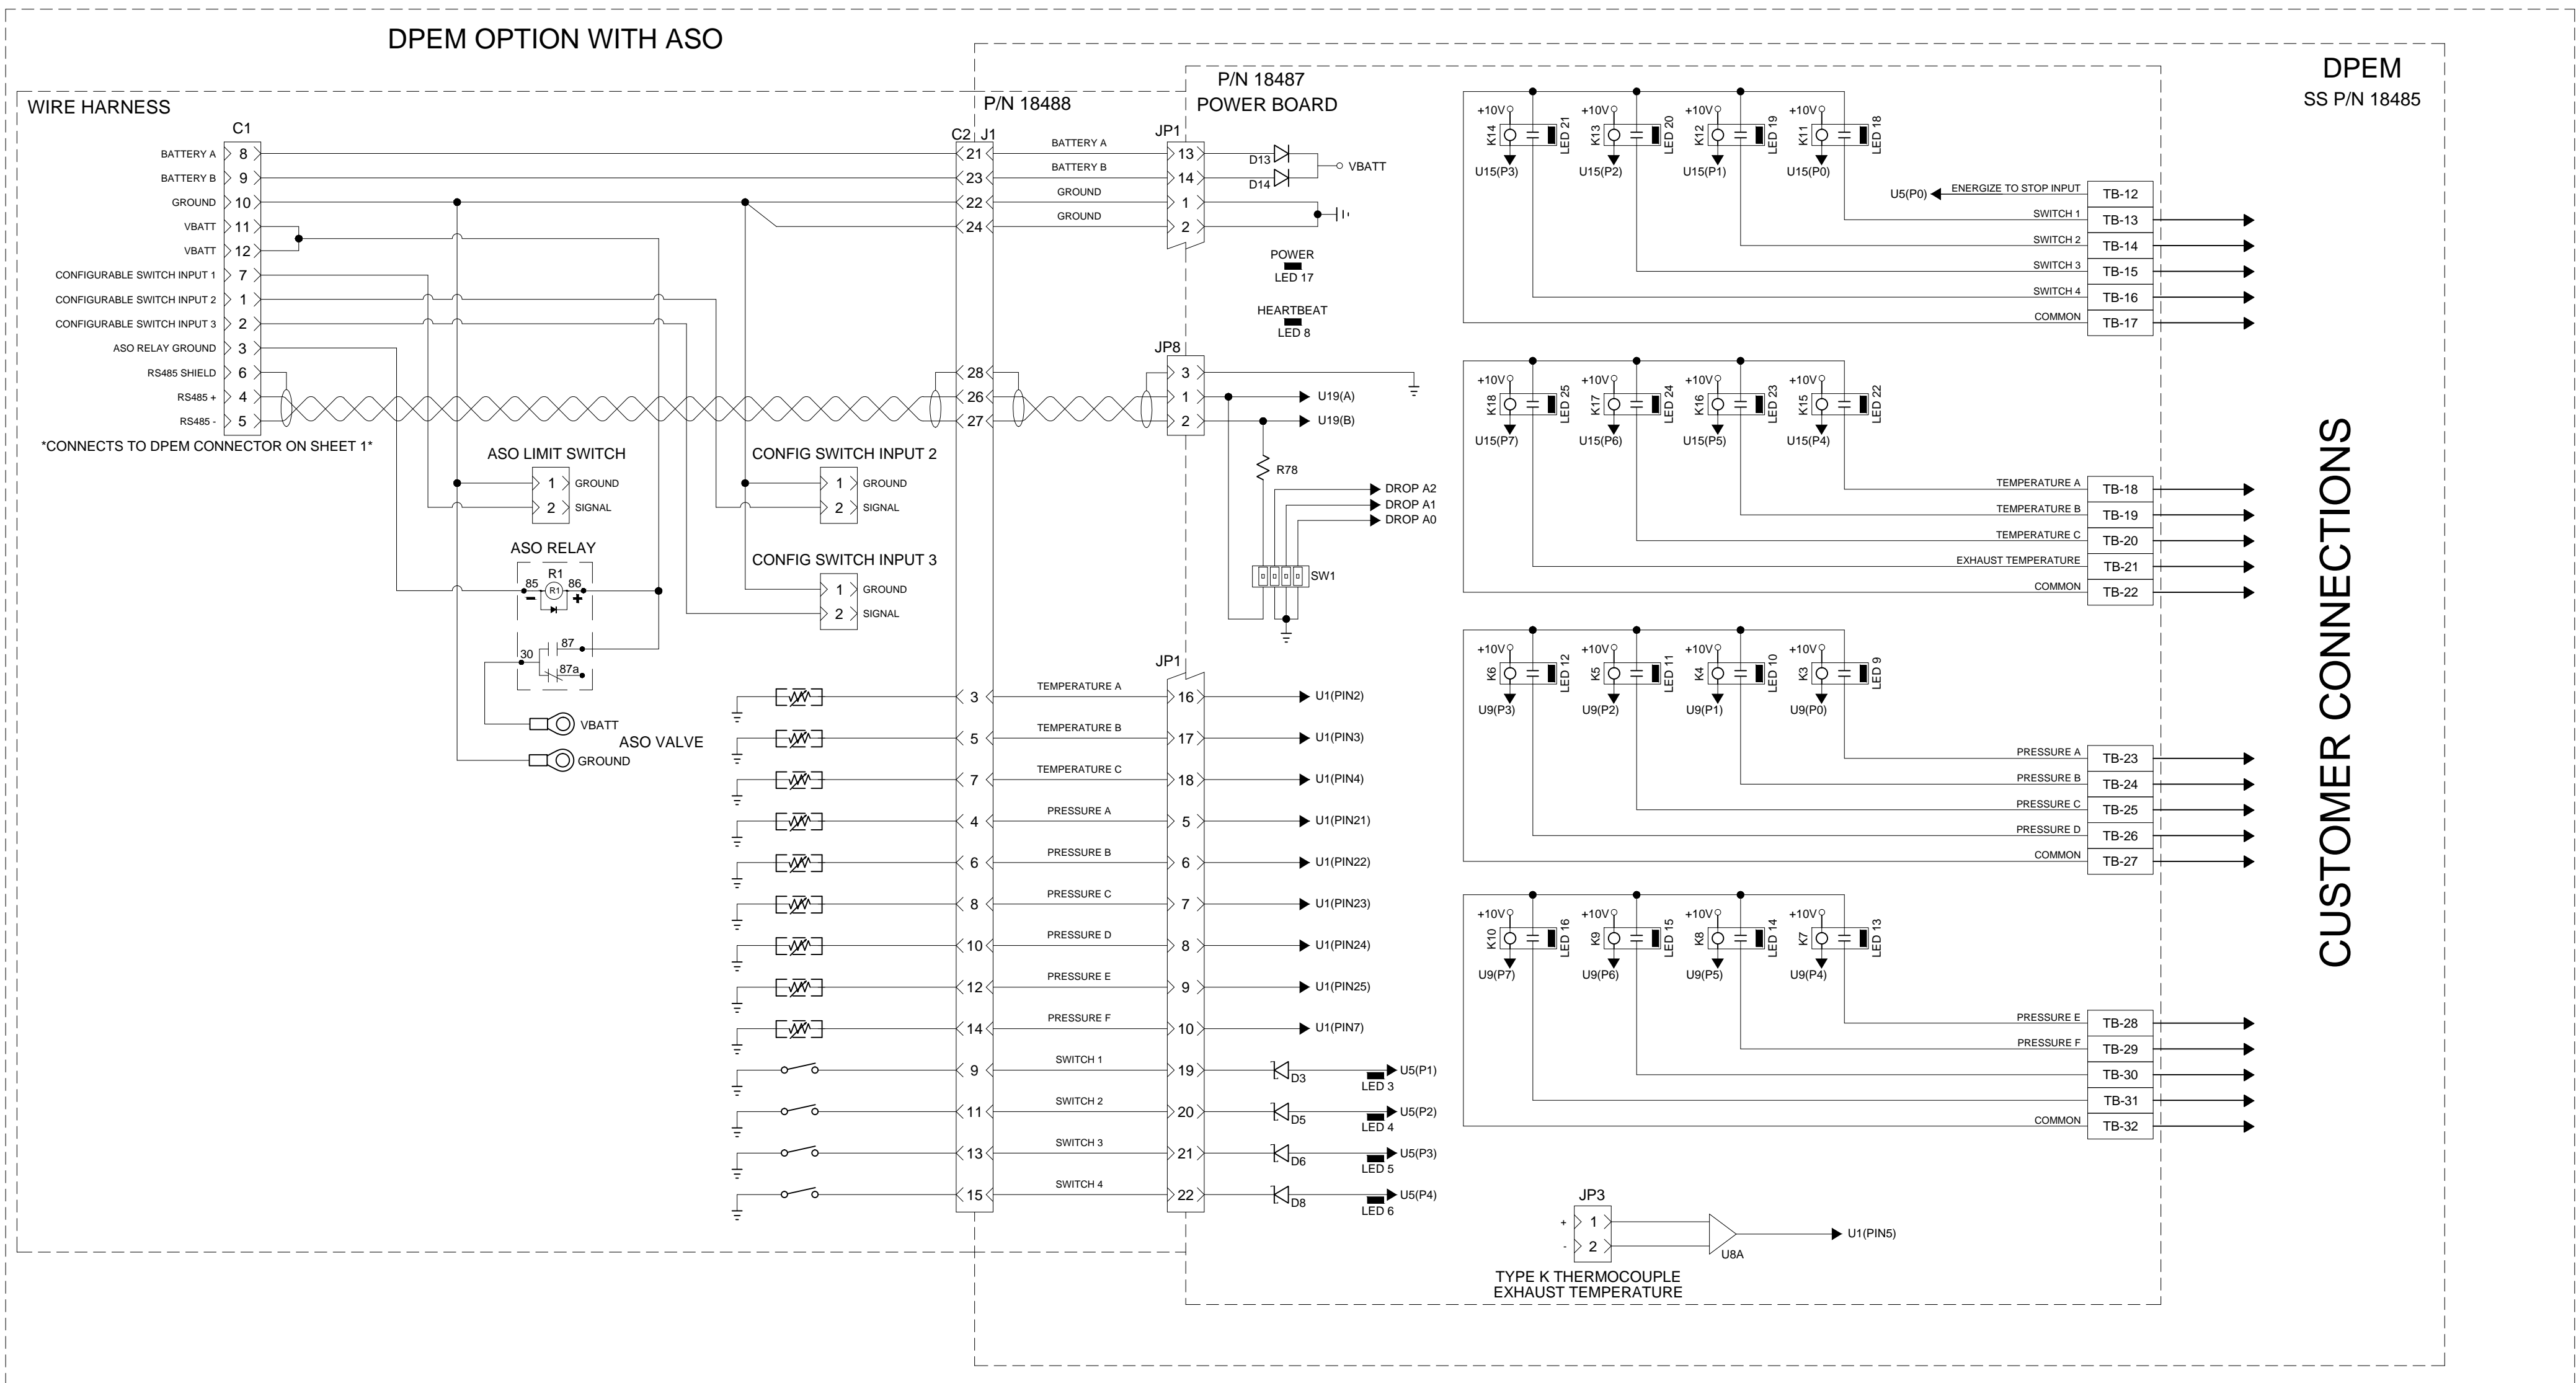 DPEM OPTION WITH ASO
DPEM
SS P/N 18485
WIRE HARNESS
P/N 18488
P/N 18487
POWER BOARD
C1
BATTERY A 8
BATTERY B 9
GROUND 10
VBATT 11
VBATT 12
CONFIGURABLE SWITCH INPUT 1 7
CONFIGURABLE SWITCH INPUT 2 1
CONFIGURABLE SWITCH INPUT 3 2
ASO RELAY GROUND 3
RS485 SHIELD 6
RS485 + 4
RS485 - 5
*CONNECTS TO DPEM CONNECTOR ON SHEET 1*
ASO LIMIT SWITCH
1 GROUND
2 SIGNAL
CONFIG SWITCH INPUT 2
1 GROUND
2 SIGNAL
CONFIG SWITCH INPUT 3
1 GROUND
2 SIGNAL
ASO RELAY
R1
85 R1 86
- +
30 87
87a
VBATT
ASO VALVE
GROUND
C2 J1
JP1
21 BATTERY A 13 D13
23 BATTERY B 14 D14
VBATT
22 GROUND 1
24 GROUND 2
POWER
LED 17
HEARTBEAT
LED 8
JP8
28 3
26 1 U19(A)
27 2 U19(B)
R78
DROP A2
DROP A1
DROP A0
SW1
JP1
3 TEMPERATURE A 16 U1(PIN2)
5 TEMPERATURE B 17 U1(PIN3)
7 TEMPERATURE C 18 U1(PIN4)
4 PRESSURE A 5 U1(PIN21)
6 PRESSURE B 6 U1(PIN22)
8 PRESSURE C 7 U1(PIN23)
10 PRESSURE D 8 U1(PIN24)
12 PRESSURE E 9 U1(PIN25)
14 PRESSURE F 10 U1(PIN7)
9 SWITCH 1 19 D3 LED 3 U5(P1)
11 SWITCH 2 20 D5 LED 4 U5(P2)
13 SWITCH 3 21 D6 LED 5 U5(P3)
15 SWITCH 4 22 D8 LED 6 U5(P4)
+10V +10V +10V +10V
K14 LED 21 K13 LED 20 K12 LED 19 K11 LED 18
U15(P3) U15(P2) U15(P1) U15(P0)
U5(P0) ENERGIZE TO STOP INPUT TB-12
SWITCH 1 TB-13
SWITCH 2 TB-14
SWITCH 3 TB-15
SWITCH 4 TB-16
COMMON TB-17
+10V +10V +10V +10V
K18 LED 25 K17 LED 24 K16 LED 23 K15 LED 22
U15(P7) U15(P6) U15(P5) U15(P4)
TEMPERATURE A TB-18
TEMPERATURE B TB-19
TEMPERATURE C TB-20
EXHAUST TEMPERATURE TB-21
COMMON TB-22
+10V +10V +10V +10V
K6 LED 12 K5 LED 11 K4 LED 10 K3 LED 9
U9(P3) U9(P2) U9(P1) U9(P0)
PRESSURE A TB-23
PRESSURE B TB-24
PRESSURE C TB-25
PRESSURE D TB-26
COMMON TB-27
+10V +10V +10V +10V
K10 LED 16 K9 LED 15 K8 LED 14 K7 LED 13
U9(P7) U9(P6) U9(P5) U9(P4)
PRESSURE E TB-28
PRESSURE F TB-29
TB-30
TB-31
COMMON TB-32
JP3
+ 1
- 2
U8A
U1(PIN5)
TYPE K THERMOCOUPLE
EXHAUST TEMPERATURE
CUSTOMER CONNECTIONS